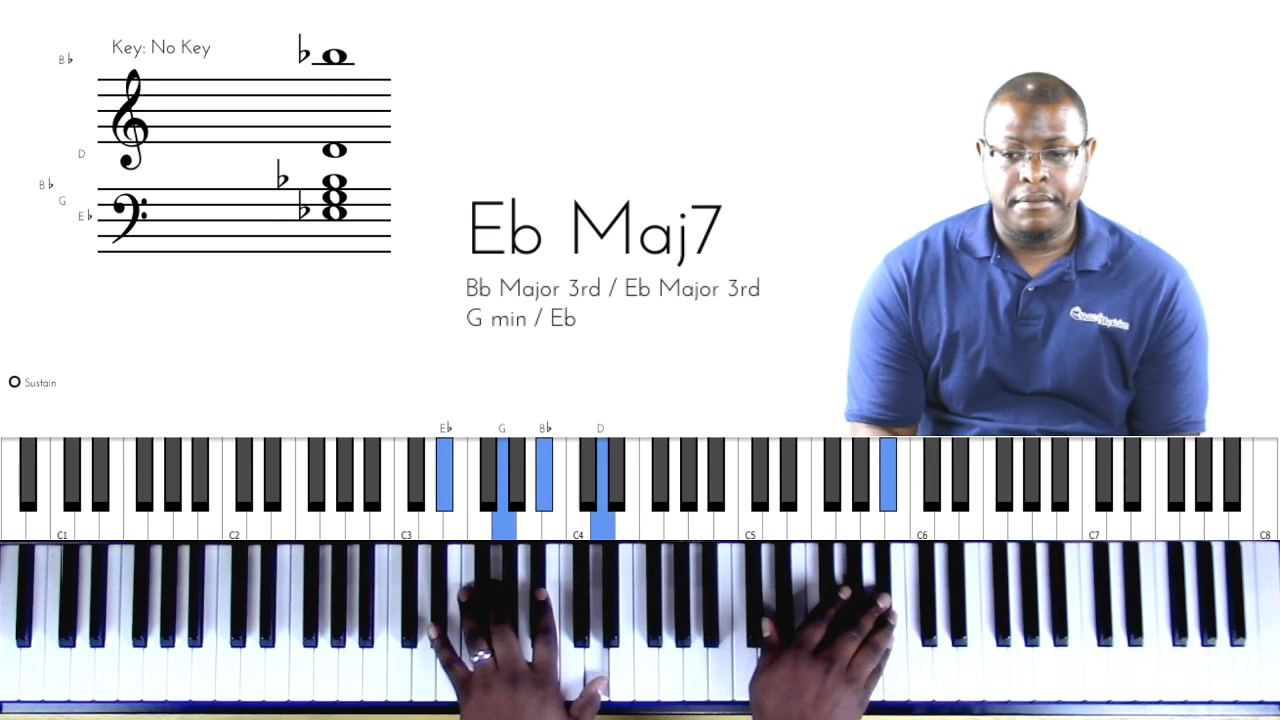 Key: No Key
B♭
D
B♭
G
E♭
Eb Maj7
Bb Major 3rd / Eb Major 3rd
G min / Eb
Sustain
E♭ G B♭ D
C1 C2 C3 C4 C5 C6 C7 C8